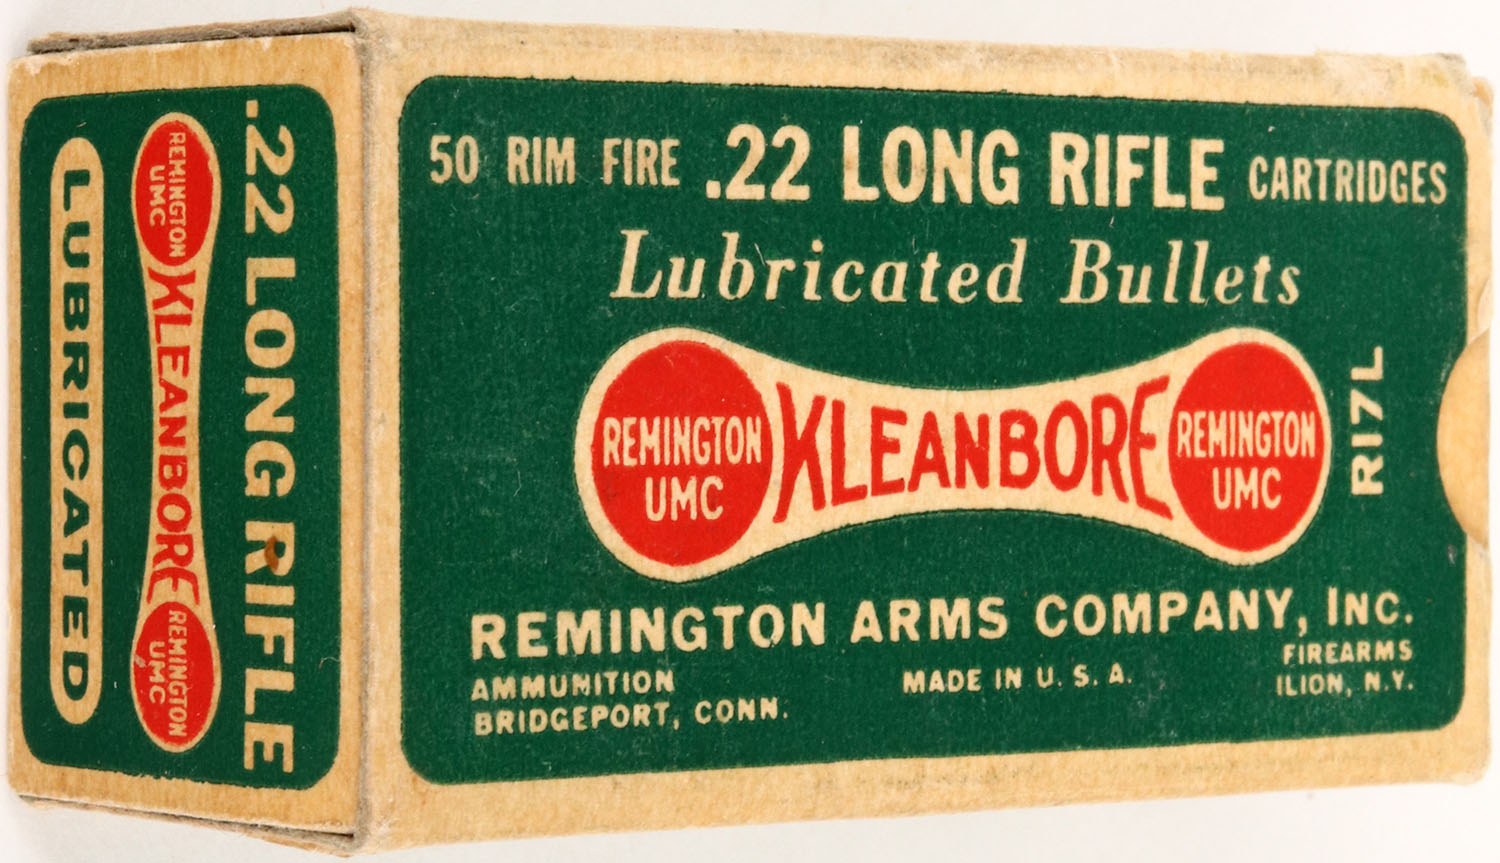 50 RIM FIRE .22 LONG RIFLE CARTRIDGES
Lubricated Bullets
REMINGTON
UMC
KLEANBORE
REMINGTON
UMC
R17L
REMINGTON ARMS COMPANY, INC.
AMMUNITION
BRIDGEPORT, CONN.
MADE IN U. S. A.
FIREARMS
ILION, N.Y.
.22 LONG RIFLE
REMINGTON
UMC
KLEANBORE
REMINGTON
UMC
LUBRICATED